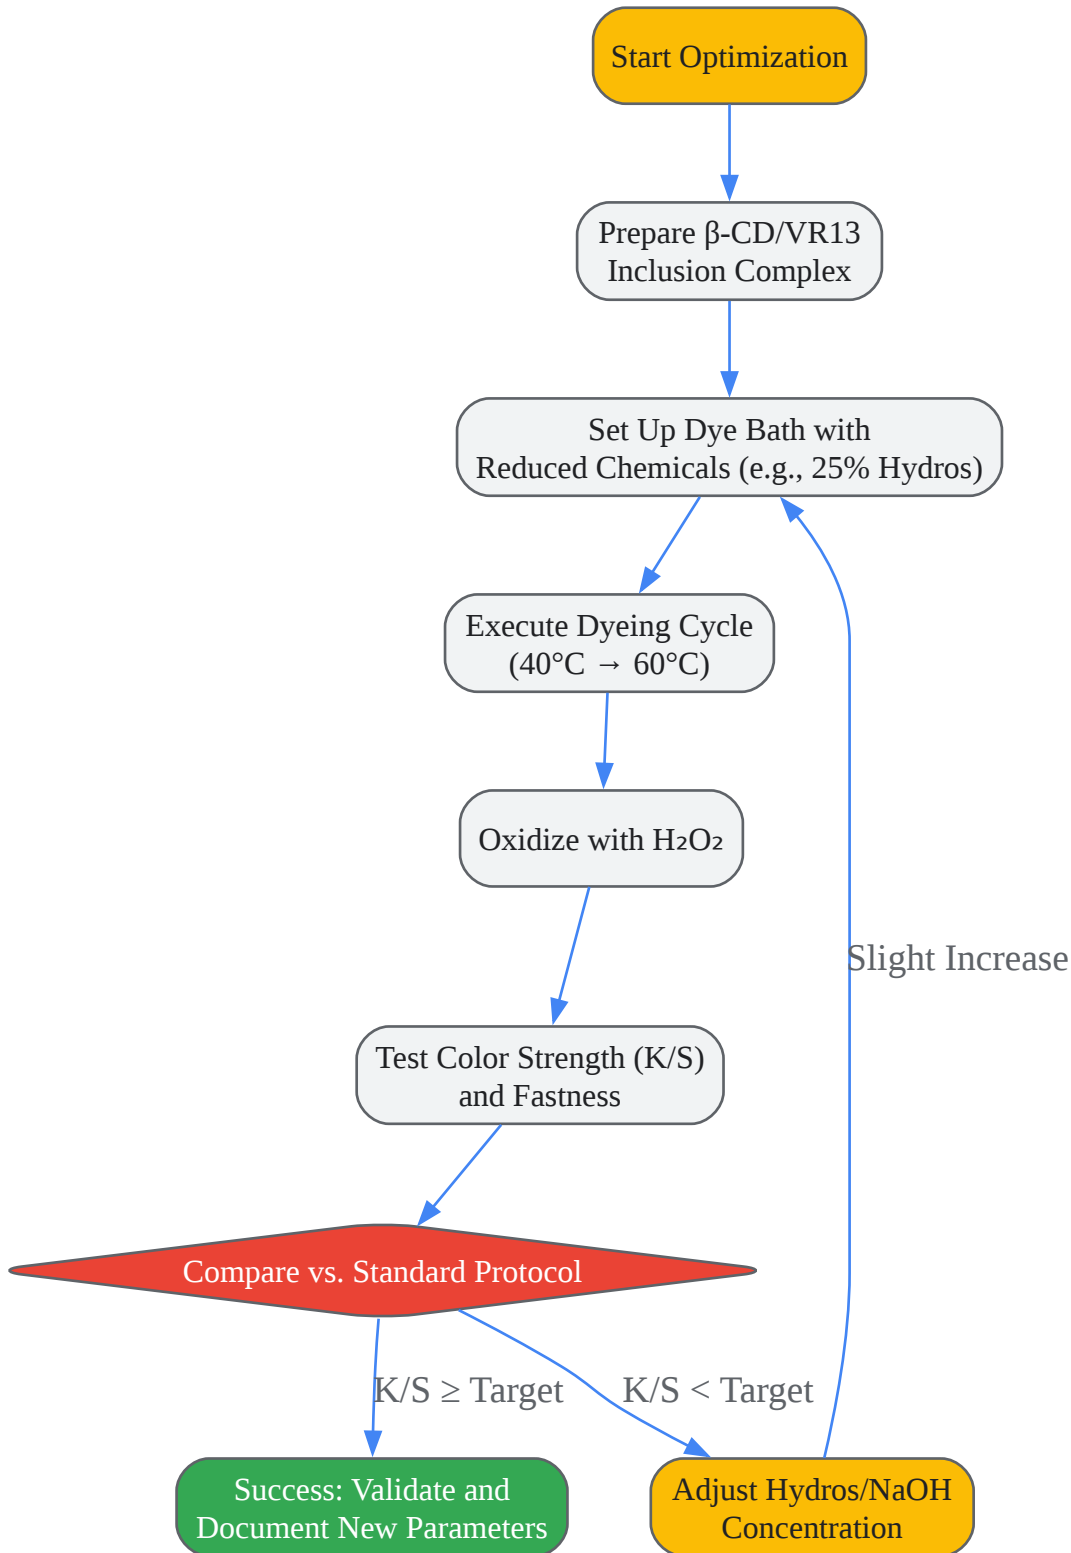 Start Optimization
Prepare β-CD/VR13
Inclusion Complex
Set Up Dye Bath with
Reduced Chemicals (e.g., 25% Hydros)
Execute Dyeing Cycle
(40°C → 60°C)
Oxidize with H₂O₂
Slight Increase
Test Color Strength (K/S)
and Fastness
Compare vs. Standard Protocol
K/S ≥ Target
K/S < Target
Success: Validate and
Document New Parameters
Adjust Hydros/NaOH
Concentration